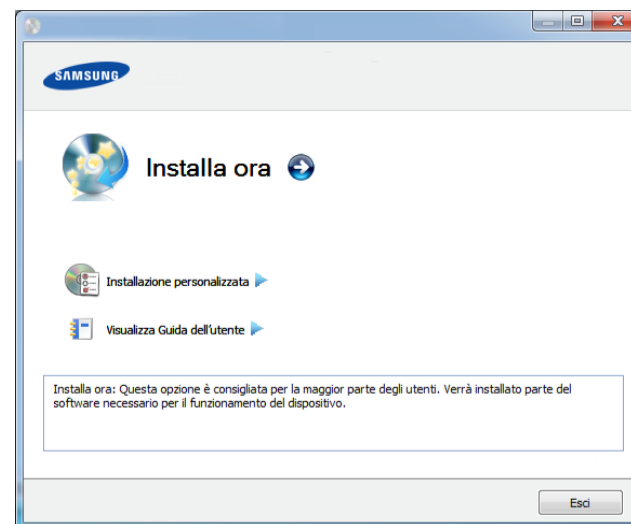 SAMSUNG
Installa ora
Installazione personalizzata
Visualizza Guida dell'utente
Installa ora: Questa opzione è consigliata per la maggior parte degli utenti. Verrà installato parte del
software necessario per il funzionamento del dispositivo.
Esci